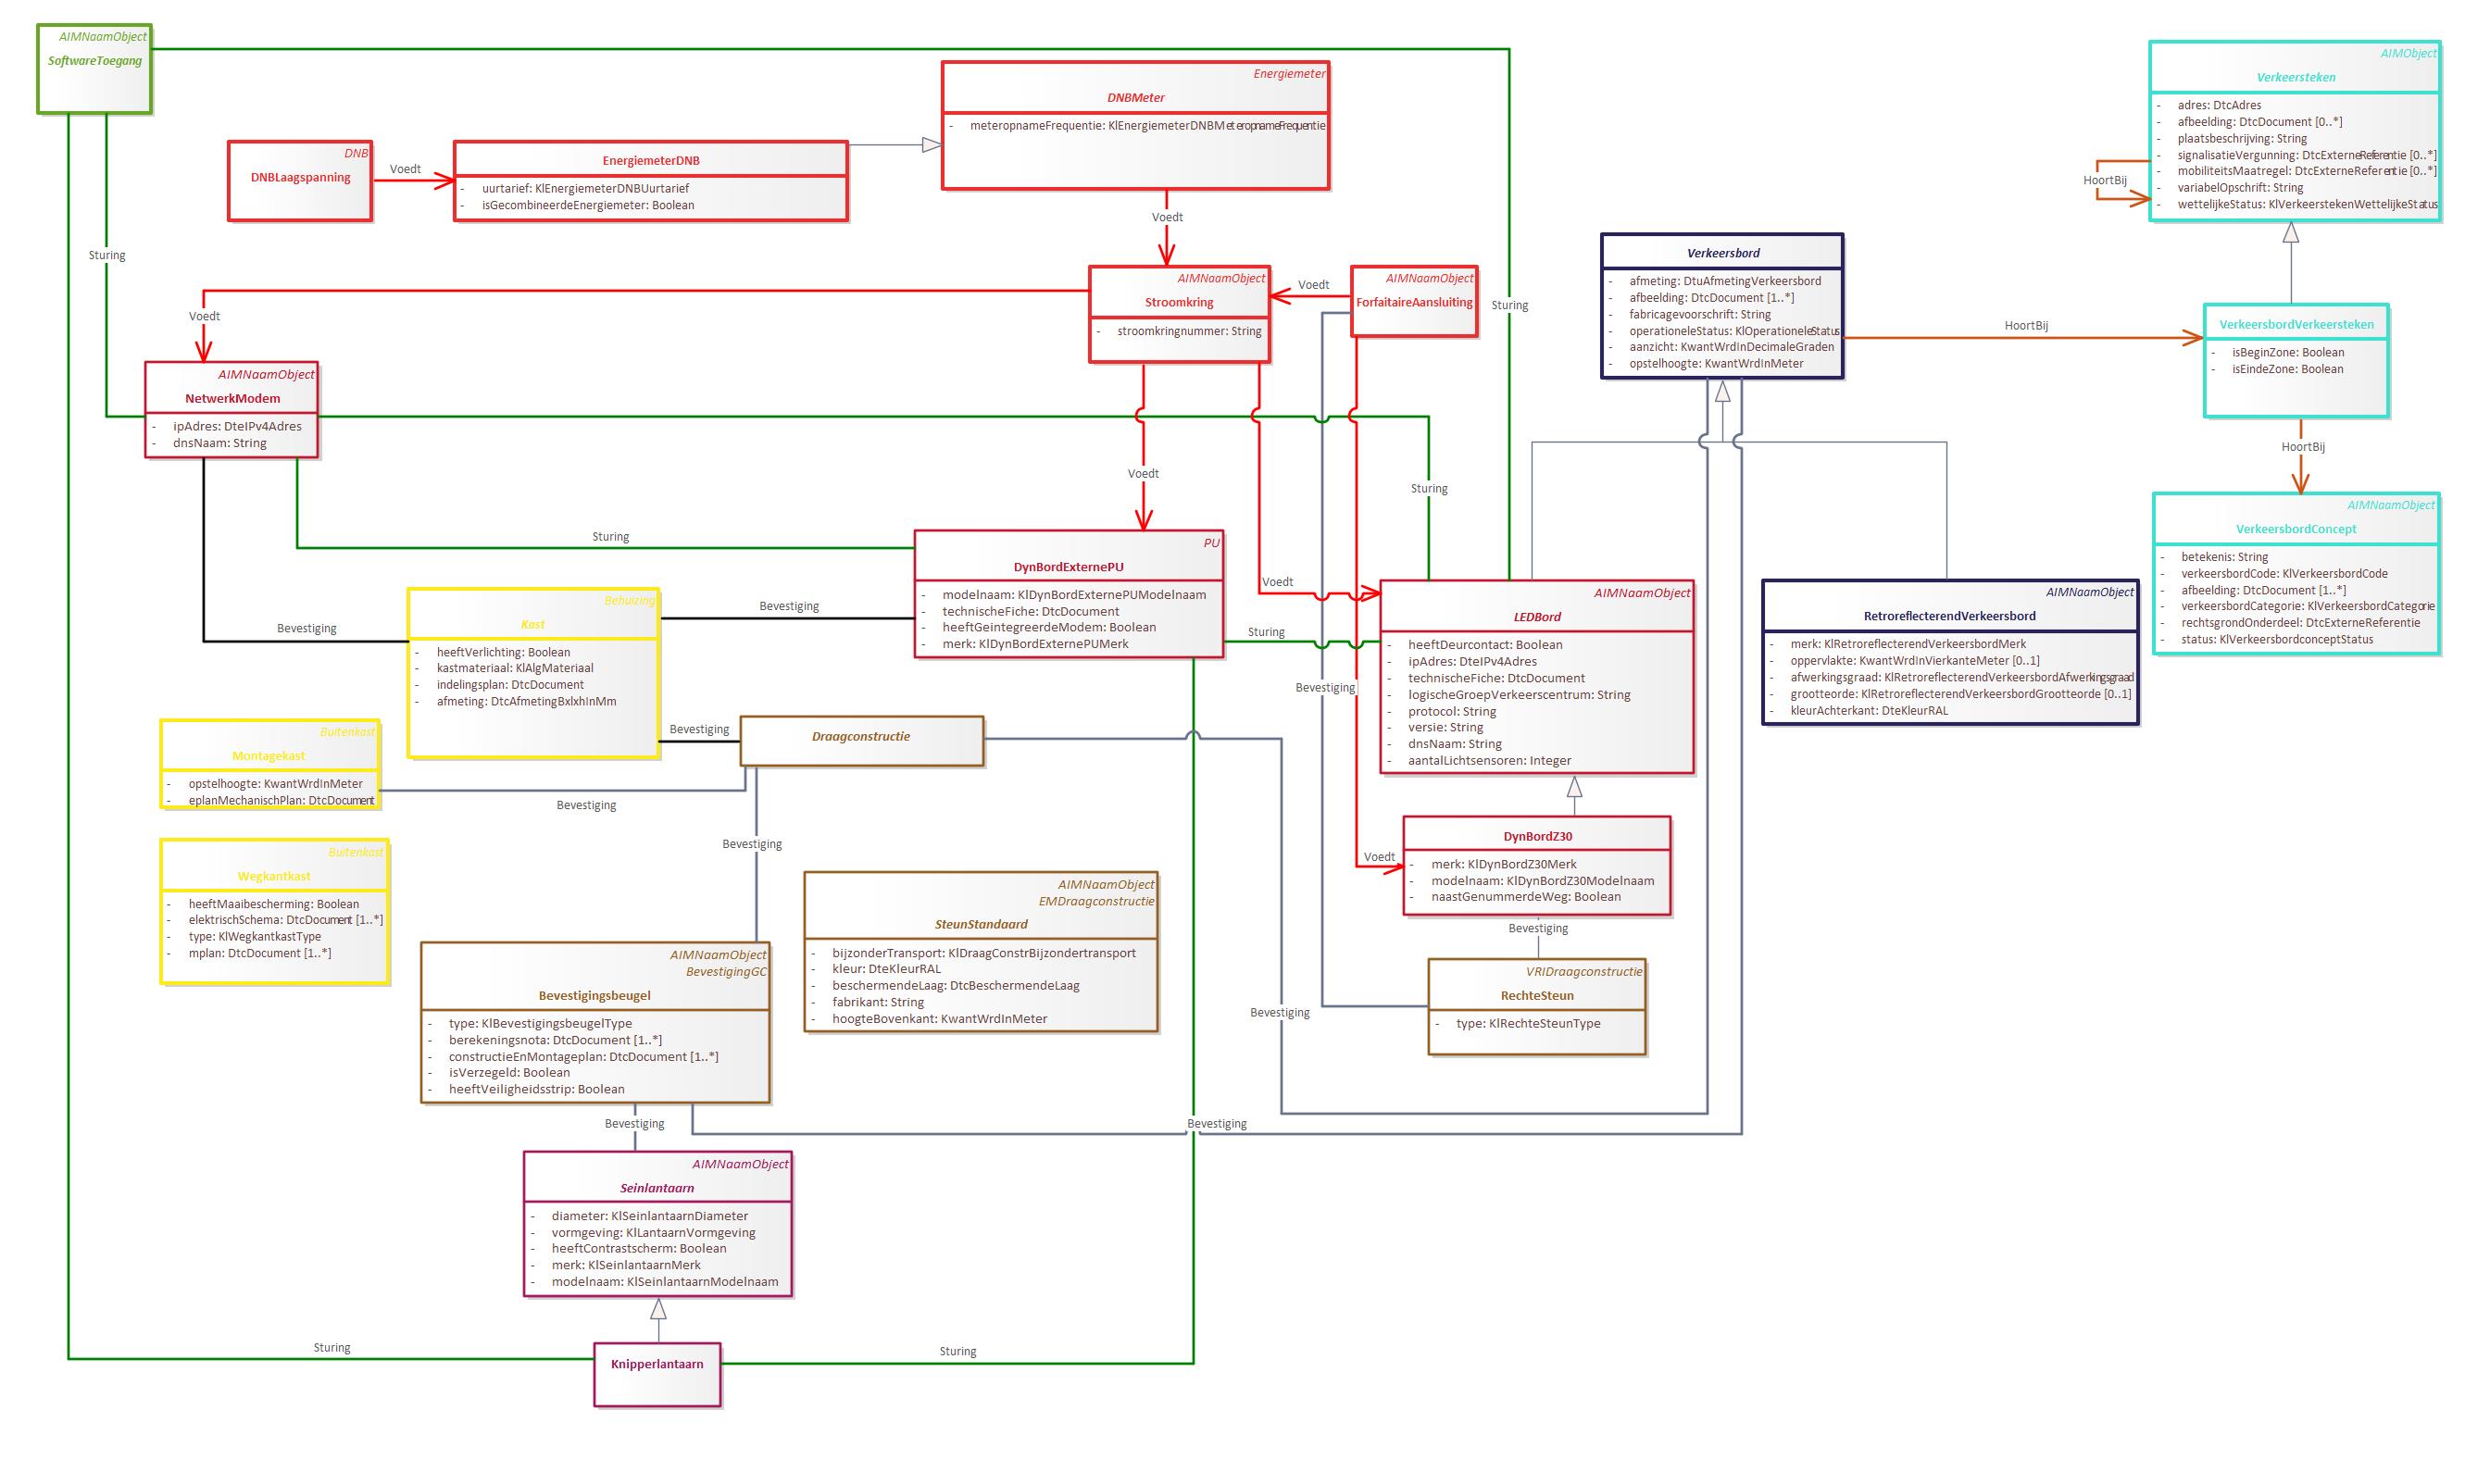 AIMNaamObject
SoftwareToegang
Energiemeter
DNBMeter
- meteropnameFrequentie: KlEnergiemeterDNBMeteropnameFrequentie
AIMObject
Verkeersteken
- adres: DtcAdres
- afbeelding: DtcDocument [0..*]
- plaatsbeschrijving: String
- signalisatieVergunning: DtcExterneReferentie [0..*]
- mobiliteitsMaatregel: DtcExterneReferentie [0..*]
- variabelOpschrift: String
- wettelijkeStatus: KlVerkeerstekenWettelijkeStatus
HoortBij
DNB
DNBLaagspanning
Voedt
EnergiemeterDNB
- uurtarief: KlEnergiemeterDNBUurtarief
- isGecombineerdeEnergiemeter: Boolean
Voedt
Sturing
Verkeersbord
- afmeting: DtuAfmetingVerkeersbord
- afbeelding: DtcDocument [1..*]
- fabricagevoorschrift: String
- operationeleStatus: KlOperationeleStatus
- aanzicht: KwantWrdInDecimaleGraden
- opstelhoogte: KwantWrdInMeter
AIMNaamObject
Stroomkring
- stroomkringnummer: String
Voedt
AIMNaamObject
ForfaitaireAansluiting
Sturing
HoortBij
VerkeersbordVerkeersteken
- isBeginZone: Boolean
- isEindeZone: Boolean
Voedt
AIMNaamObject
NetwerkModem
- ipAdres: DteIPv4Adres
- dnsNaam: String
HoortBij
Voedt
Sturing
AIMNaamObject
VerkeersbordConcept
- betekenis: String
- verkeersbordCode: KlVerkeersbordCode
- afbeelding: DtcDocument [1..*]
- verkeersbordCategorie: KlVerkeersbordCategorie
- rechtsgrondOnderdeel: DtcExterneReferentie
- status: KlVerkeersbordconceptStatus
Sturing
PU
DynBordExternePU
- modelnaam: KlDynBordExternePUModelnaam
- technischeFiche: DtcDocument
- heeftGeintegreerdeModem: Boolean
- merk: KlDynBordExternePUMerk
Voedt
Sturing
Bevestiging
AIMNaamObject
LEDBord
- heeftDeurcontact: Boolean
- ipAdres: DteIPv4Adres
- technischeFiche: DtcDocument
- logischeGroepVerkeerscentrum: String
- protocol: String
- versie: String
- dnsNaam: String
- aantalLichtsensoren: Integer
AIMNaamObject
RetroreflecterendVerkeersbord
- merk: KlRetroreflecterendVerkeersbordMerk
- oppervlakte: KwantWrdInVierkanteMeter [0..1]
- afwerkingsgraad: KlRetroreflecterendVerkeersbordAfwerkingsgraad
- grootteorde: KlRetroreflecterendVerkeersbordGrootteorde [0..1]
- kleurAchterkant: DteKleurRAL
Bevestiging
Behuizing
Kast
- heeftVerlichting: Boolean
- kastmateriaal: KlAlgMateriaal
- indelingsplan: DtcDocument
- afmeting: DtcAfmetingBxlxhInMm
Bevestiging
Bevestiging
Draagconstructie
Buitenkast
Montagekast
- opstelhoogte: KwantWrdInMeter
- eplanMechanischPlan: DtcDocument
Bevestiging
Bevestiging
Buitenkast
Wegkantkast
- heeftMaaibescherming: Boolean
- elektrischSchema: DtcDocument [1..*]
- type: KlWegkantkastType
- mplan: DtcDocument [1..*]
AIMNaamObject
EMDraagconstructie
SteunStandaard
- bijzonderTransport: KlDraagConstrBijzondertransport
- kleur: DteKleurRAL
- beschermendeLaag: DtcBeschermendeLaag
- fabrikant: String
- hoogteBovenkant: KwantWrdInMeter
Voedt
DynBordZ30
- merk: KlDynBordZ30Merk
- modelnaam: KlDynBordZ30Modelnaam
- naastGenummerdeWeg: Boolean
Bevestiging
VRIDraagconstructie
RechteSteun
- type: KlRechteSteunType
Bevestiging
AIMNaamObject
BevestigingGC
Bevestigingsbeugel
- type: KlBevestigingsbeugelType
- berekeningsnota: DtcDocument [1..*]
- constructieEnMontageplan: DtcDocument [1..*]
- isVerzegeld: Boolean
- heeftVeiligheidsstrip: Boolean
Bevestiging
Bevestiging
AIMNaamObject
Seinlantaarn
- diameter: KlSeinlantaarnDiameter
- vormgeving: KlLantaarnVormgeving
- heeftContrastscherm: Boolean
- merk: KlSeinlantaarnMerk
- modelnaam: KlSeinlantaarnModelnaam
Sturing
Knipperlantaarn
Sturing